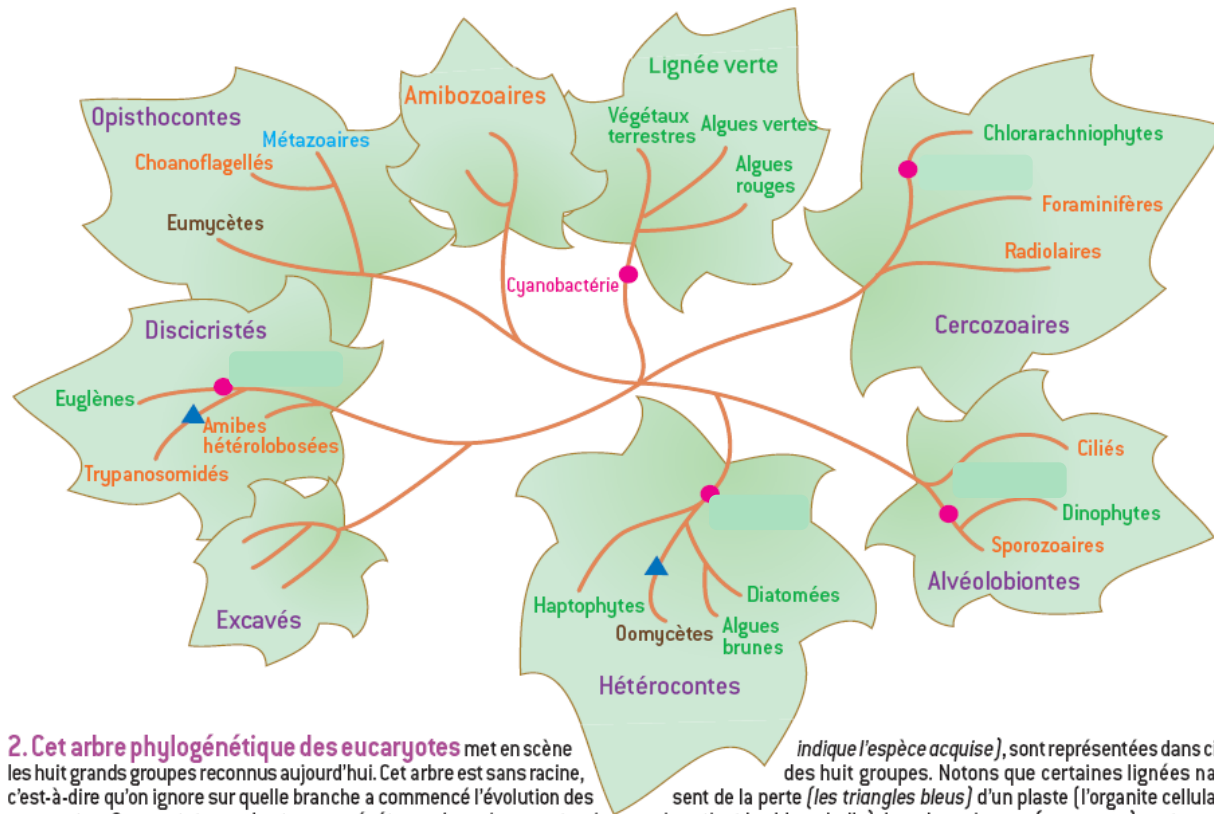 Lignée verte
Amibozoaires
Opisthocontes
Métazoaires
Choanoflagellés
Eumycètes
Végétaux
terrestres
Algues vertes
Algues
rouges
Cyanobactérie
Chlorarachniophytes
Foraminifères
Radiolaires
Cercozoaires
Discicristés
Euglènes
Amibes
hétérolobosées
Trypanosomidés
Excavés
Haptophytes
Oomycètes
Diatomées
Algues
brunes
Hétérocontes
Ciliés
Dinophytes
Sporozoaires
Alvéolobiontes
2. Cet arbre phylogénétique des eucaryotes met en scène
les huit grands groupes reconnus aujourd'hui. Cet arbre est sans racine,
c'est-à-dire qu'on ignore sur quelle branche a commencé l'évolution des
indique l'espèce acquise), sont représentées dans
des huit groupes. Notons que certaines lignées
sent de la perte (les triangles bleus) d'un plaste (l'organite